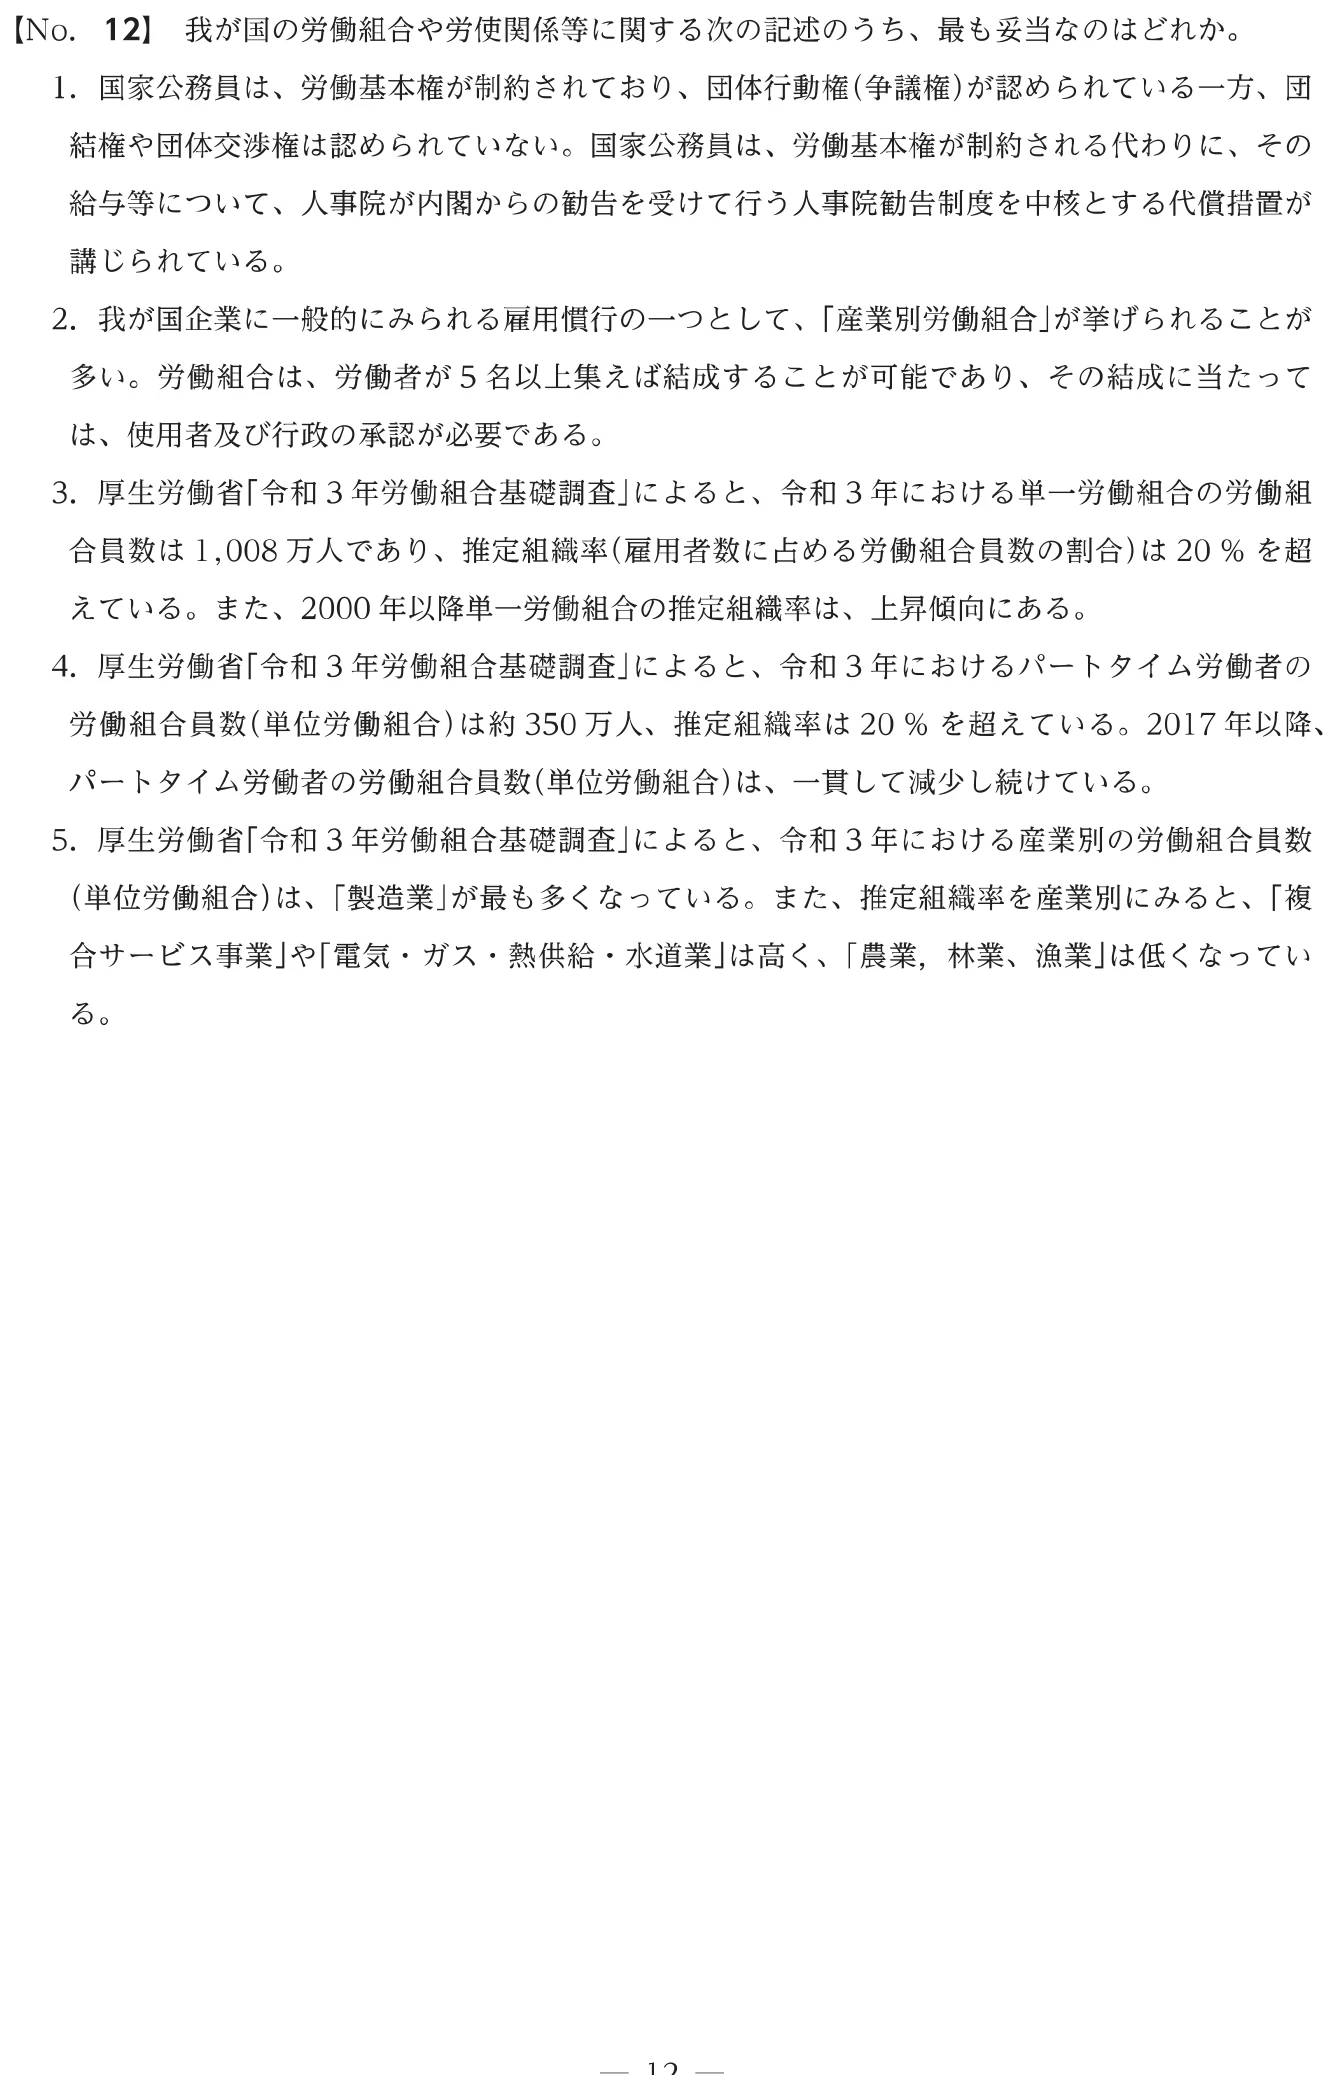 【No. 12】 我が国の労働組合や労使関係等に関する次の記述のうち、最も妥当なのはどれか。
1. 国家公務員は、労働基本権が制約されており、団体行動権(争議権)が認められている一方、団
結権や団体交渉権は認められていない。国家公務員は、労働基本権が制約される代わりに、その
給与等について、人事院が内閣からの勧告を受けて行う人事院勧告制度を中核とする代償措置が
講じられている。
2. 我が国企業に一般的にみられる雇用慣行の一つとして、「産業別労働組合」が挙げられることが
多い。労働組合は、労働者が5名以上集えば結成することが可能であり、その結成に当たって
は、使用者及び行政の承認が必要である。
3. 厚生労働省「令和3年労働組合基礎調査」によると、令和3年における単一労働組合の労働組
合員数は1,008万人であり、推定組織率(雇用者数に占める労働組合員数の割合)は20 % を超
えている。また、2000年以降単一労働組合の推定組織率は、上昇傾向にある。
4. 厚生労働省「令和3年労働組合基礎調査」によると、令和3年におけるパートタイム労働者の
労働組合員数(単位労働組合)は約350万人、推定組織率は20 % を超えている。2017年以降、
パートタイム労働者の労働組合員数(単位労働組合)は、一貫して減少し続けている。
5. 厚生労働省「令和3年労働組合基礎調査」によると、令和3年における産業別の労働組合員数
(単位労働組合)は、「製造業」が最も多くなっている。また、推定組織率を産業別にみると、「複
合サービス事業」や「電気・ガス・熱供給・水道業」は高く、「農業,林業、漁業」は低くなってい
る。
— 12 —